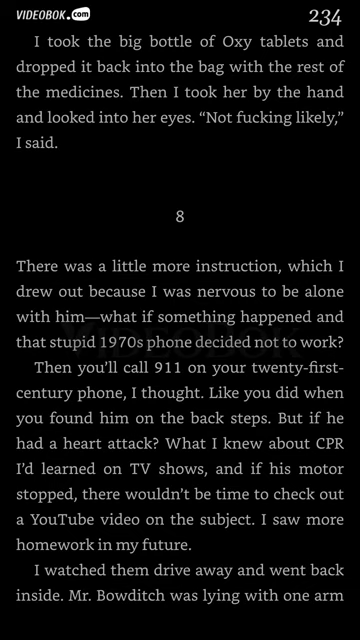 VIDEOBOK.com
234
I took the big bottle of Oxy tablets and
dropped it back into the bag with the rest of
the medicines. Then I took her by the hand
and looked into her eyes. “Not fucking likely,”
I said.
8
There was a little more instruction, which I
drew out because I was nervous to be alone
with him—what if something happened and
that stupid 1970s phone decided not to work?
Then you’ll call 911 on your twenty-first-
century phone, I thought. Like you did when
you found him on the back steps. But if he
had a heart attack? What I knew about CPR
I’d learned on TV shows, and if his motor
stopped, there wouldn’t be time to check out
a YouTube video on the subject. I saw more
homework in my future.
I watched them drive away and went back
inside. Mr. Bowditch was lying with one arm
VIDEOBOK